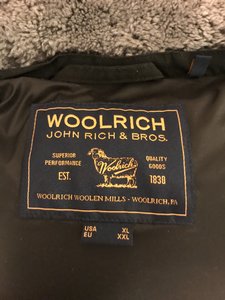 WOOLRICH
JOHN RICH & BROS.
SUPERIOR PERFORMANCE
EST.
Woolrich
QUALITY GOODS
1830
WOOLRICH WOOLEN MILLS - WOOLRICH, PA
USA XL
EU XXL